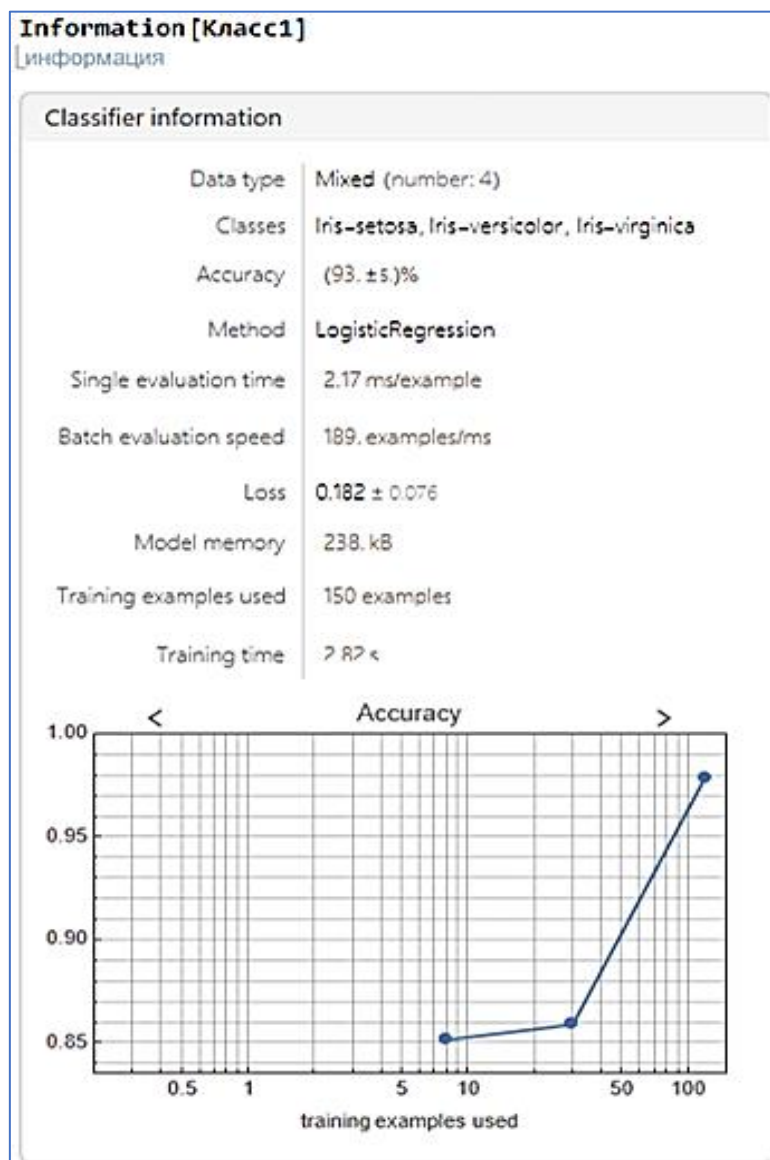 Information[Класс1]
информация
Classifier information
Data type Mixed (number: 4)
Classes Iris-setosa, Iris-versicolor, Iris-virginica
Accuracy (93. ±5.)%
Method LogisticRegression
Single evaluation time 2.17 ms/example
Batch evaluation speed 189. examples/ms
Loss 0.182 ± 0.076
Model memory 238. kB
Training examples used 150 examples
Training time 2.82 s
< Accuracy >
1.00
0.95
0.90
0.85
0.5 1 5 10 50 100
training examples used